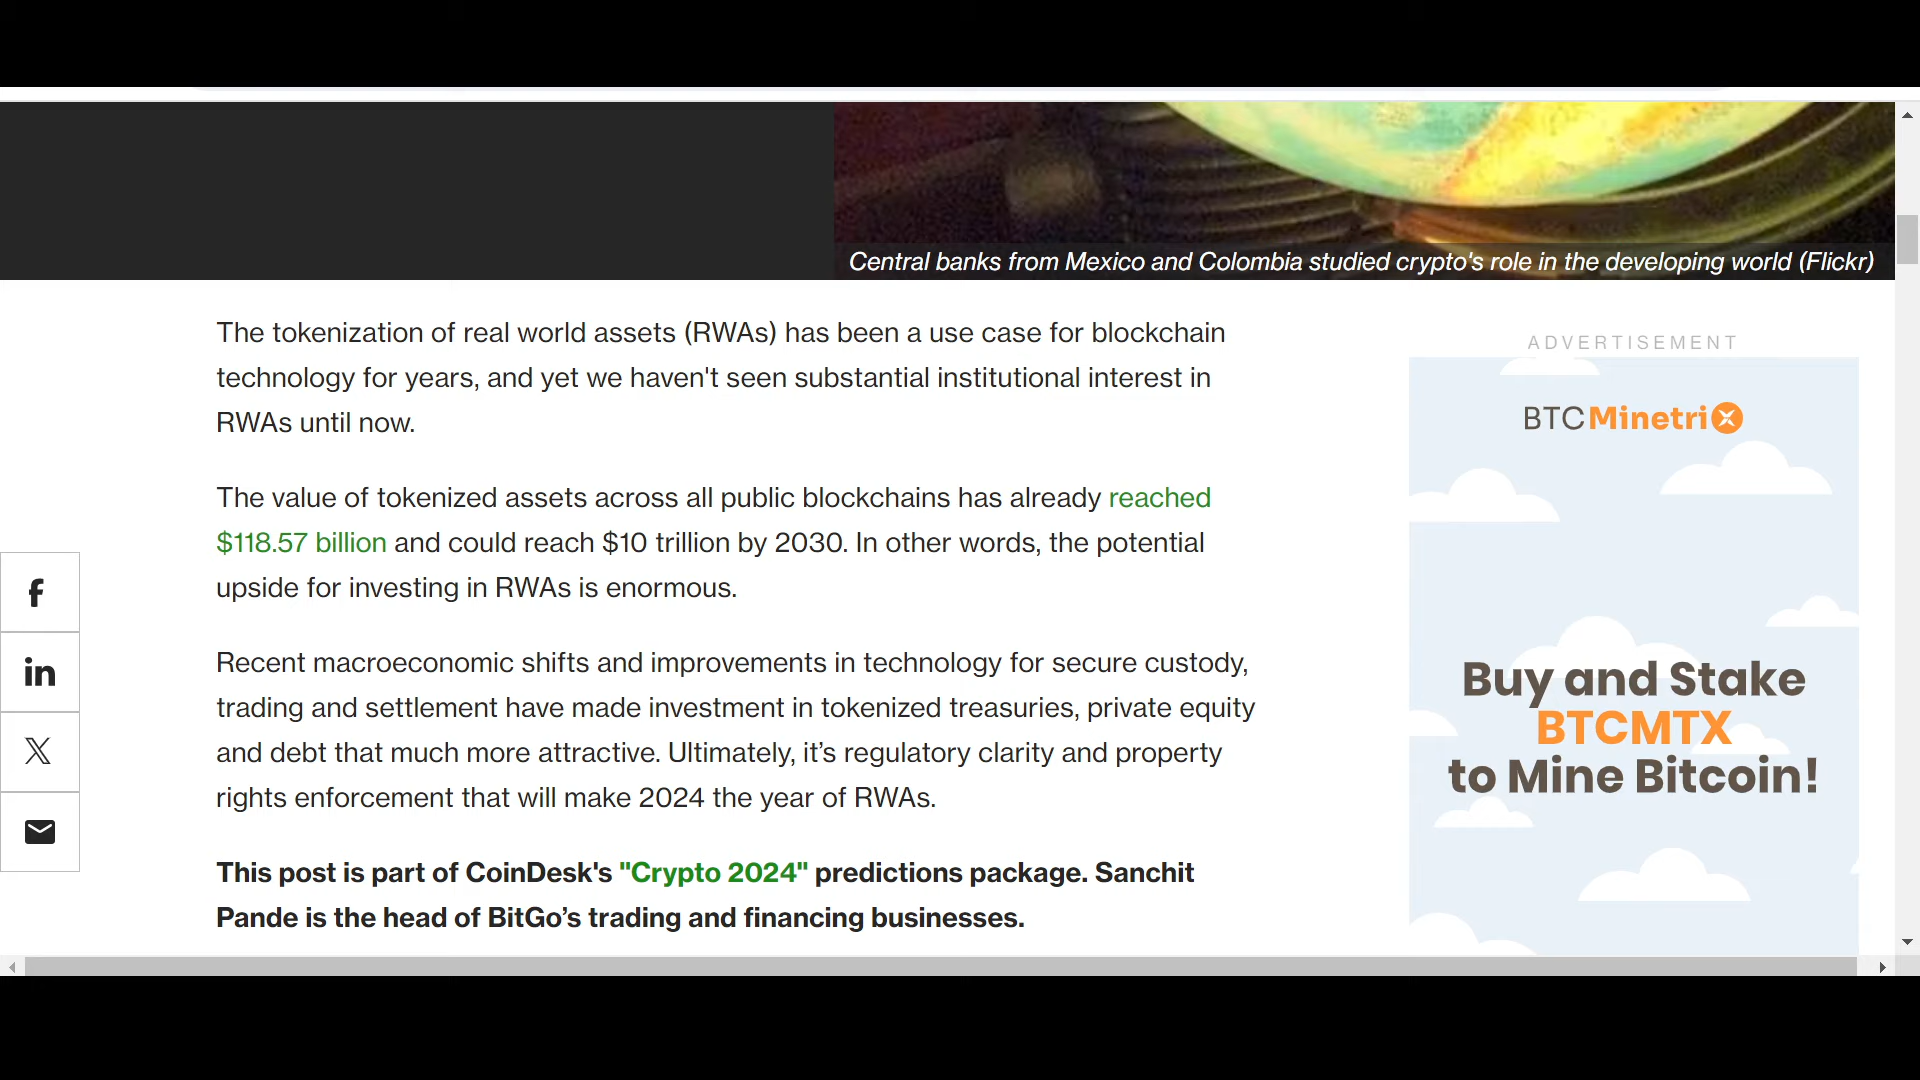 Central banks from Mexico and Colombia studied crypto's role in the developing world (Flickr)
The tokenization of real world assets (RWAs) has been a use case for blockchain
technology for years, and yet we haven't seen substantial institutional interest in
RWAs until now.
The value of tokenized assets across all public blockchains has already reached
$118.57 billion and could reach $10 trillion by 2030. In other words, the potential
upside for investing in RWAs is enormous.
Recent macroeconomic shifts and improvements in technology for secure custody,
trading and settlement have made investment in tokenized treasuries, private equity
and debt that much more attractive. Ultimately, it’s regulatory clarity and property
rights enforcement that will make 2024 the year of RWAs.
This post is part of CoinDesk's "Crypto 2024" predictions package. Sanchit
Pande is the head of BitGo’s trading and financing businesses.
ADVERTISEMENT
BTCMinetriX
Buy and Stake
BTCMTX
to Mine Bitcoin!
f
in
X